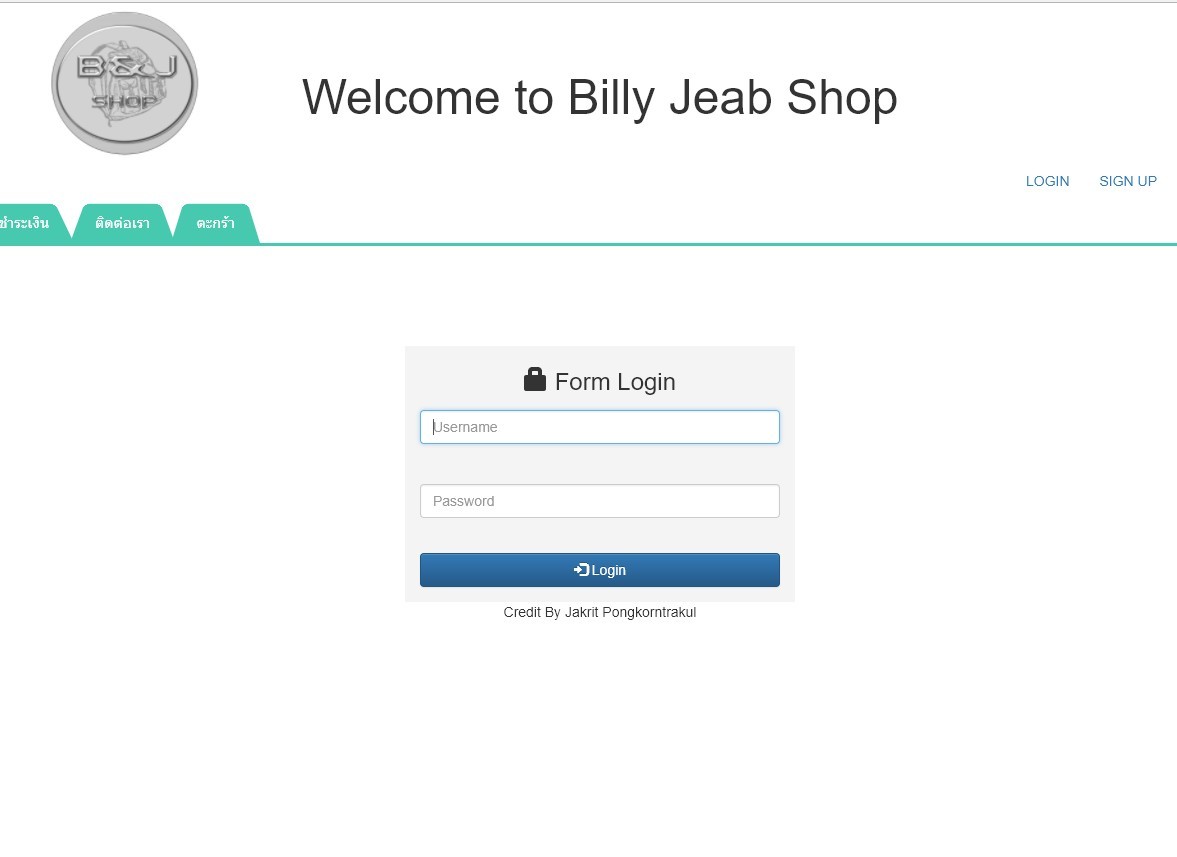 B&J
SHOP
Welcome to Billy Jeab Shop
LOGIN SIGN UP
ชำระเงิน ติดต่อเรา ตะกร้า
Form Login
Username
Password
Login
Credit By Jakrit Pongkorntrakul